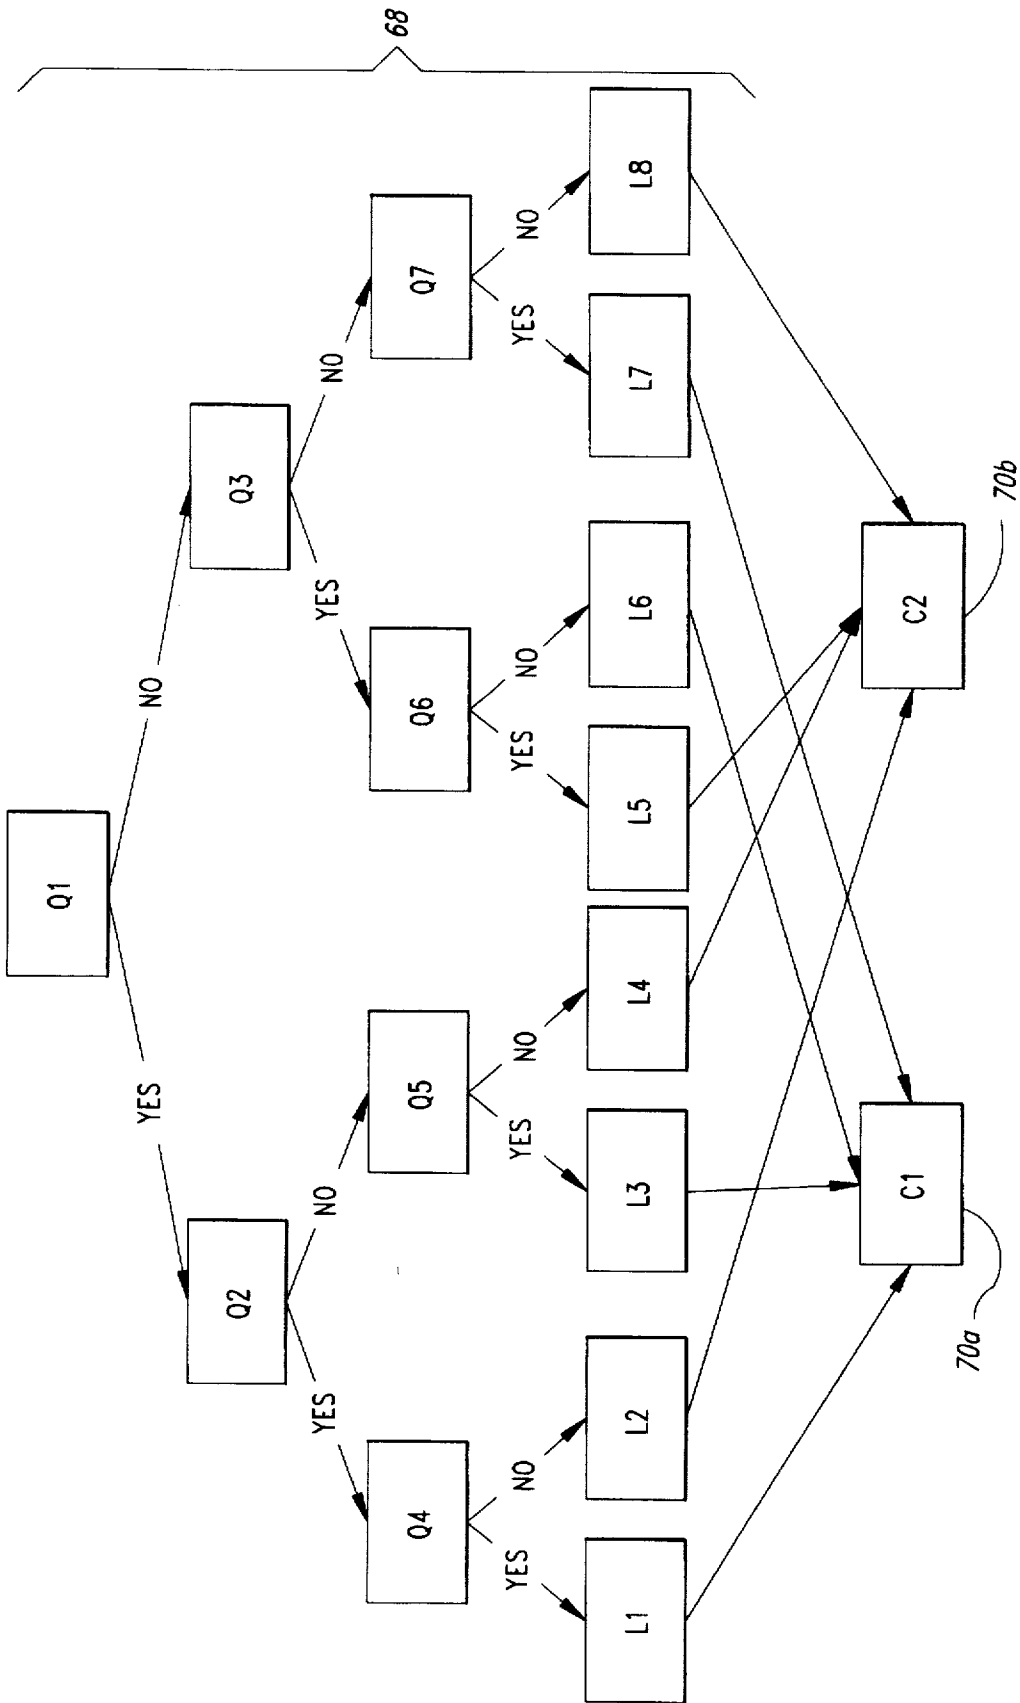 68
Q1
YES
NO
Q2
Q3
YES
NO
YES
NO
Q4
Q5
Q6
Q7
YES
NO
YES
NO
YES
NO
YES
NO
L1
L2
L3
L4
L5
L6
L7
L8
C1
C2
70a
70b